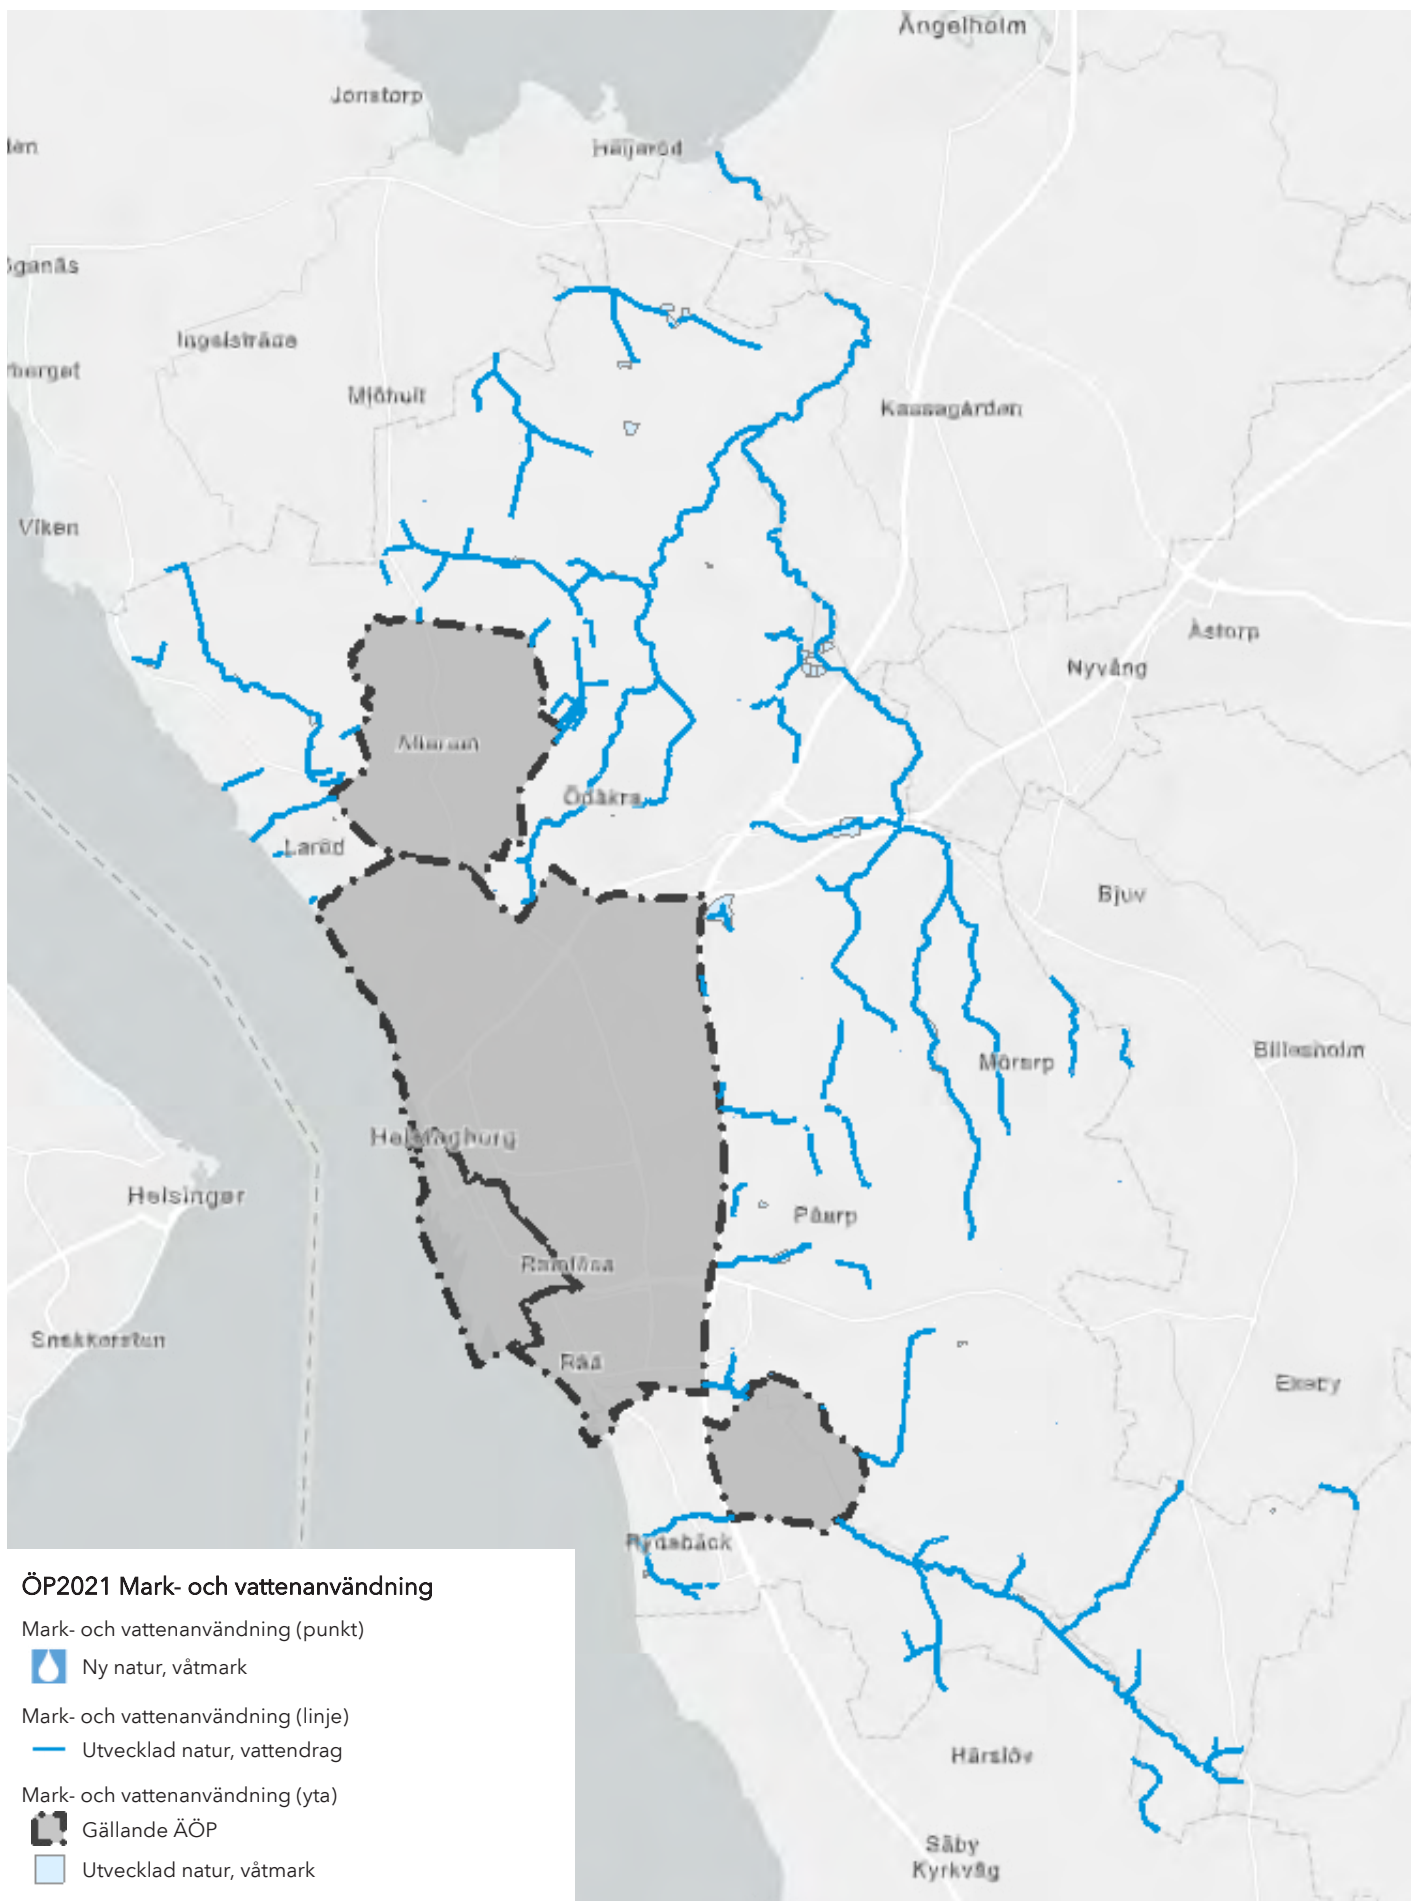 Ängelholm
Jonstorp
Häljaröd
Ingelsträde
Mjöhult
Kassagården
Viken
Åstorp
Nyvång
Allerum
Ödåkra
Laröd
Bjuv
Billesholm
Mörarp
Helsingborg
Helsingør
Påarp
Ramlösa
Snekkersten
Råå
Ekeby
Rydebäck
ÖP2021 Mark- och vattenanvändning
Mark- och vattenanvändning (punkt)
Ny natur, våtmark
Mark- och vattenanvändning (linje)
Utvecklad natur, vattendrag
Mark- och vattenanvändning (yta)
Gällande ÄÖP
Utvecklad natur, våtmark
Härslöv
Säby
Kyrkväg